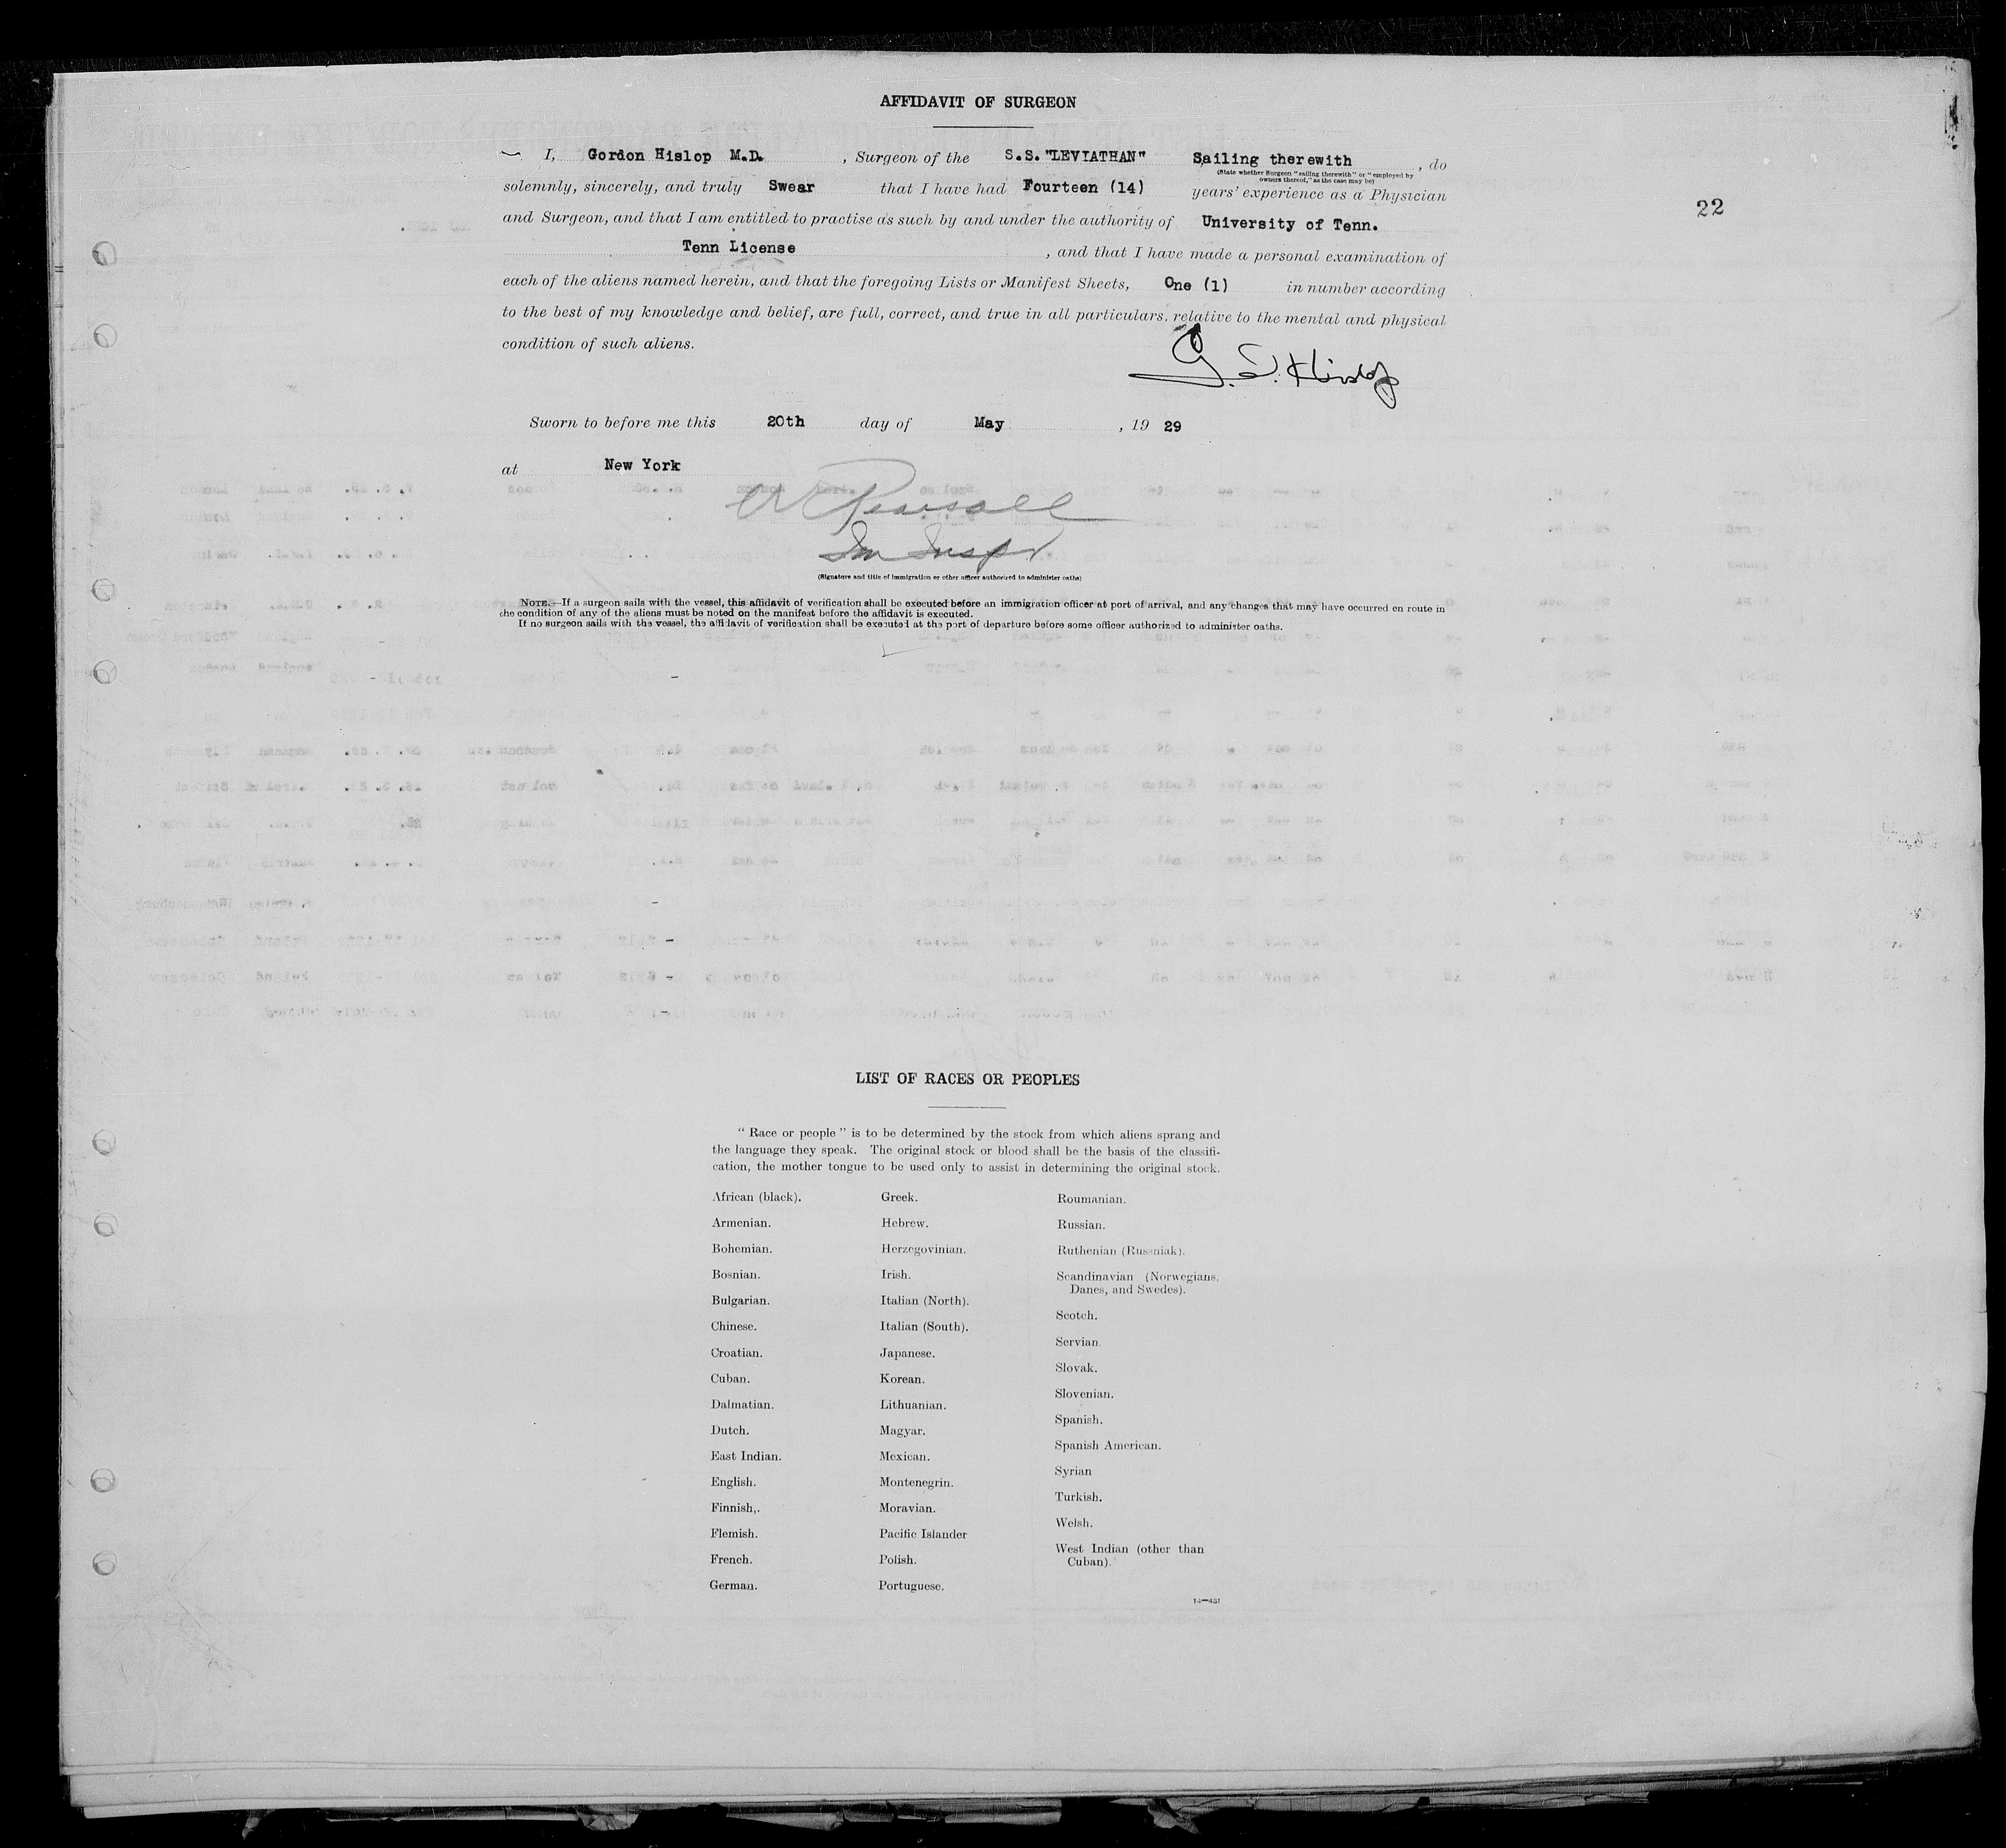 AFFIDAVIT OF SURGEON
I, Gordon Hislop M.D. , Surgeon of the S.S."LEVIATHAN" Sailing therewith , do
(State whether Surgeon "sailing therewith" or "employed by
owners thereof," as the case may be)
solemnly, sincerely, and truly Swear that I have had Fourteen (14) years' experience as a Physician
and Surgeon, and that I am entitled to practise as such by and under the authority of University of Tenn.
22
Tenn License , and that I have made a personal examination of
each of the aliens named herein, and that the foregoing Lists or Manifest Sheets, One (1) in number according
to the best of my knowledge and belief, are full, correct, and true in all particulars, relative to the mental and physical
condition of such aliens.
G. S. Hislop
Sworn to before me this 20th day of May , 19 29
at New York
Pearsall
Im Inspr
(Signature and title of immigration or other officer authorized to administer oaths)
NOTE.—If a surgeon sails with the vessel, this affidavit of verification shall be executed before an immigration officer at port of arrival, and any changes that may have occurred en route in
the condition of any of the aliens must be noted on the manifest before the affidavit is executed.
If no surgeon sails with the vessel, the affidavit of verification shall be executed at the port of departure before some officer authorized to administer oaths.
LIST OF RACES OR PEOPLES
" Race or people " is to be determined by the stock from which aliens sprang and
the language they speak. The original stock or blood shall be the basis of the classifi-
cation, the mother tongue to be used only to assist in determining the original stock.
African (black).
Armenian.
Bohemian.
Bosnian.
Bulgarian.
Chinese.
Croatian.
Cuban.
Dalmatian.
Dutch.
East Indian.
English.
Finnish,.
Flemish.
French.
German.
Greek.
Hebrew.
Herzegovinian.
Irish.
Italian (North).
Italian (South).
Japanese.
Korean.
Lithuanian.
Magyar.
Mexican.
Montenegrin.
Moravian.
Pacific Islander
Polish.
Portuguese.
Roumanian.
Russian.
Ruthenian (Russniak).
Scandinavian (Norwegians,
Danes, and Swedes).
Scotch.
Servian.
Slovak.
Slovenian.
Spanish.
Spanish American.
Syrian
Turkish.
Welsh.
West Indian (other than
Cuban).
14—451